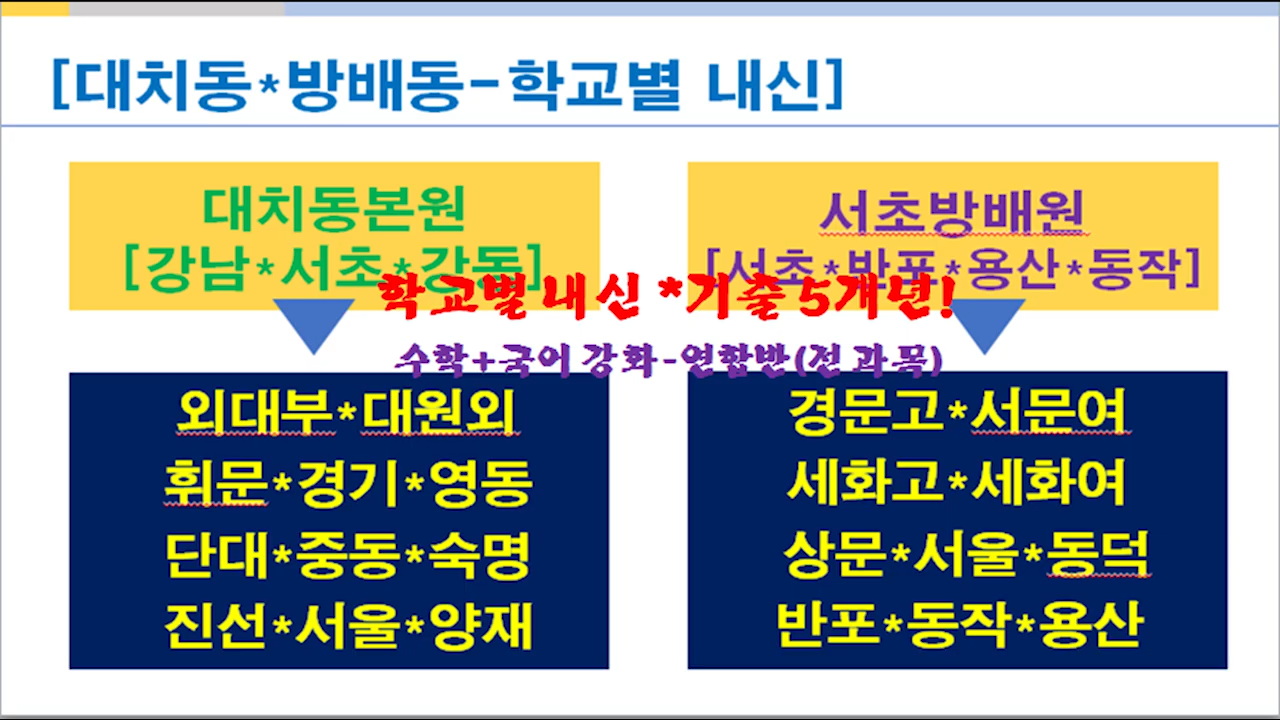 [대치동*방배동-학교별 내신]
대치동본원
[강남*서초*강동]
서초방배원
[서초*반포*용산*동작]
학교별 내신 *기출 5개년!
수학+국어 강화-연합반(전 과목)
외대부*대원외
휘문*경기*영동
단대*중동*숙명
진선*서울*양재
경문고*서문여
세화고*세화여
상문*서울*동덕
반포*동작*용산